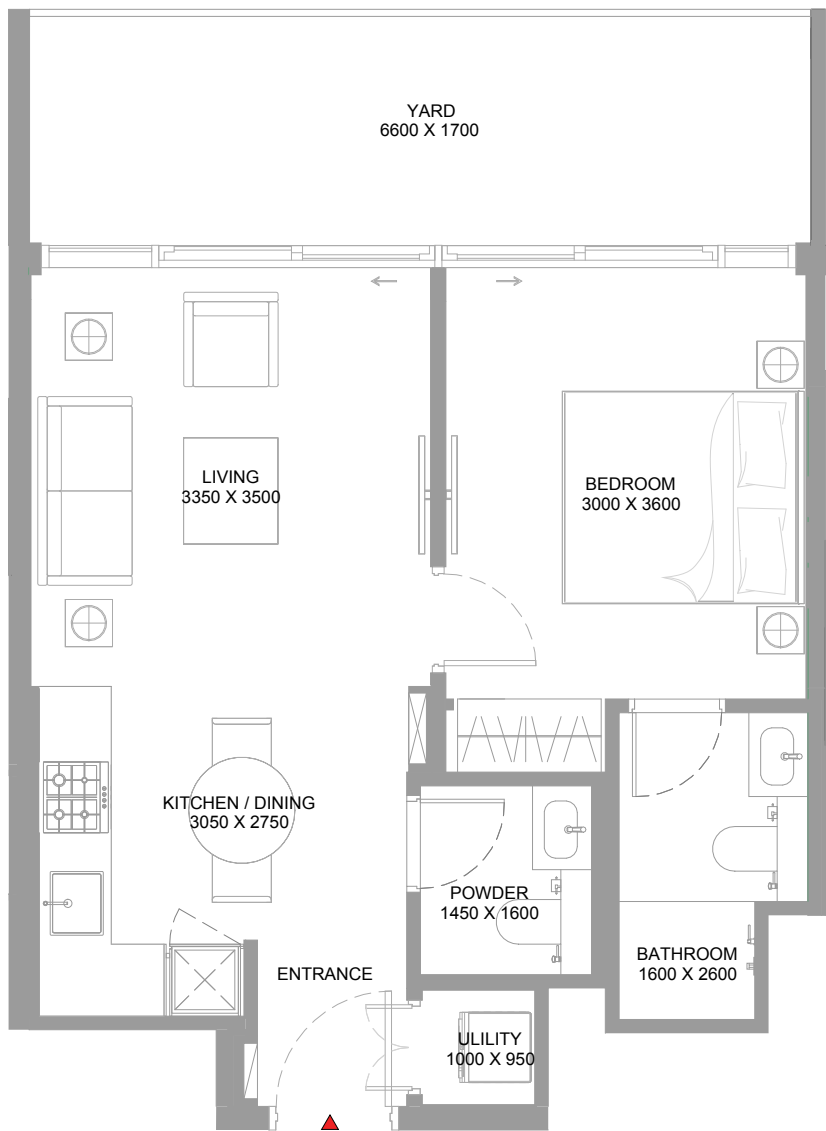 YARD
6600 X 1700
LIVING
3350 X 3500
BEDROOM
3000 X 3600
KITCHEN / DINING
3050 X 2750
POWDER
1450 X 1600
ENTRANCE
BATHROOM
1600 X 2600
ULILITY
1000 X 950